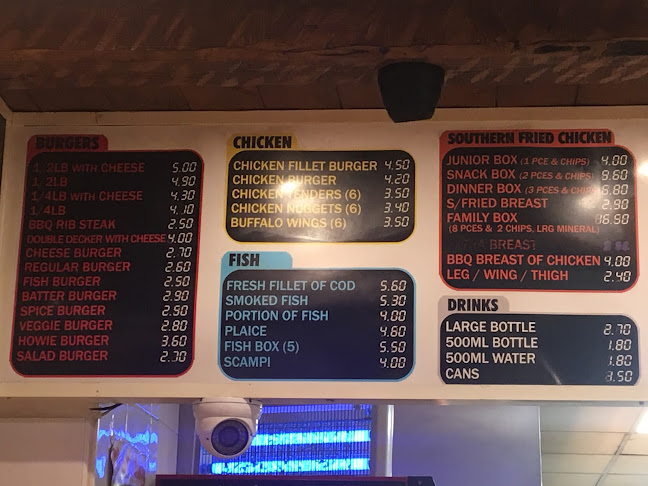 BURGERS
1/2LB WITH CHEESE 5.00
1/2LB 4.90
1/4LB WITH CHEESE 4.30
1/4LB 4.10
BBQ RIB STEAK 2.50
DOUBLE DECKER WITH CHEESE 4.00
CHEESE BURGER 2.70
REGULAR BURGER 2.60
FISH BURGER 2.50
BATTER BURGER 2.90
SPICE BURGER 2.50
VEGGIE BURGER 2.80
HOWIE BURGER 3.60
SALAD BURGER 2.70
CHICKEN
CHICKEN FILLET BURGER 4.50
CHICKEN BURGER 4.20
CHICKEN TENDERS (6) 3.50
CHICKEN NUGGETS (6) 3.40
BUFFALO WINGS (6) 3.50
FISH
FRESH FILLET OF COD 5.60
SMOKED FISH 5.30
PORTION OF FISH 4.00
PLAICE 4.60
FISH BOX (5) 5.50
SCAMPI 4.00
SOUTHERN FRIED CHICKEN
JUNIOR BOX (1 PCE & CHIPS) 4.00
SNACK BOX (2 PCES & CHIPS)
DINNER BOX (3 PCES & CHIPS) 6.80
S/FRIED BREAST 2.90
FAMILY BOX 16.50
(8 PCES & 2 CHIPS, LRG MINERAL)
BREAST
BBQ BREAST OF CHICKEN 4.00
LEG / WING / THIGH 2.40
DRINKS
LARGE BOTTLE 2.70
500ML BOTTLE 1.80
500ML WATER 1.80
CANS